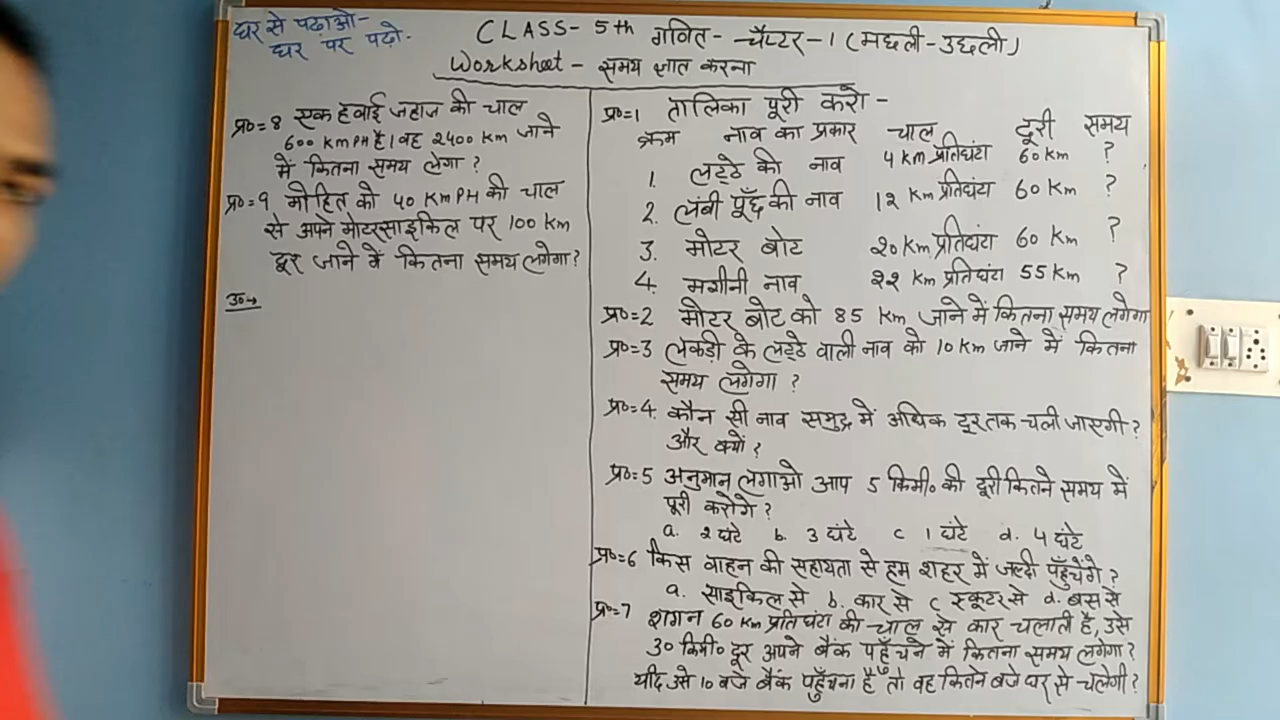 घर से पढाओ-
घर पर पढो.
CLASS- 5th गणित- चैप्टर-1 (मछली-उछली)
Worksheet - समय ज्ञात करना
प्र०=8 एक हवाई जहाज की चाल
600 KMPH है। वह 2400 KM जाने
में कितना समय लेगा ?
प्र०=9 मोहित को 40 KMPH की चाल
से अपने मोटरसाइकिल पर 100 KM
दूर जाने में कितना समय लगेगा?
उ०→
प्र०=1 तालिका पूरी करो -
क्रम नाव का प्रकार चाल दूरी समय
1. लट्ठे की नाव 4 KM प्रतिघंटा 60 KM ?
2. लंबी पूँछ की नाव 12 KM प्रतिघंटा 60 KM ?
3. मोटर बोट 20 KM प्रतिघंटा 60 KM ?
4. मशीनी नाव 22 KM प्रतिघंटा 55 KM ?
प्र०=2 मोटर बोट को 85 KM जाने में कितना समय लगेगा
प्र०=3 लकड़ी के लट्ठे वाली नाव को 10 KM जाने में कितना
समय लगेगा ?
प्र०=4. कौन सी नाव समुद्र में अधिक दूर तक चली जाएगी ?
और क्यों ?
प्र०=5 अनुमान लगाओ आप 5 किमी० की दूरी कितने समय में
पूरी करोगे ?
a. 2 घंटे b. 3 घंटे c 1 घंटे d. 4 घंटे
प्र०=6 किस वाहन की सहायता से हम शहर में जल्दी पहुँचेंगे ?
a. साइकिल से b. कार से c स्कूटर से d. बस से
प्र०=7 शगन 60 KM प्रतिघंटा की चाल से कार चलाती है, उसे
30 किमी० दूर अपने बैंक पहुँचने में कितना समय लगेगा ?
यदि उसे 10 बजे बैंक पहुँचना है तो वह कितने बजे घर से चलेगी ?